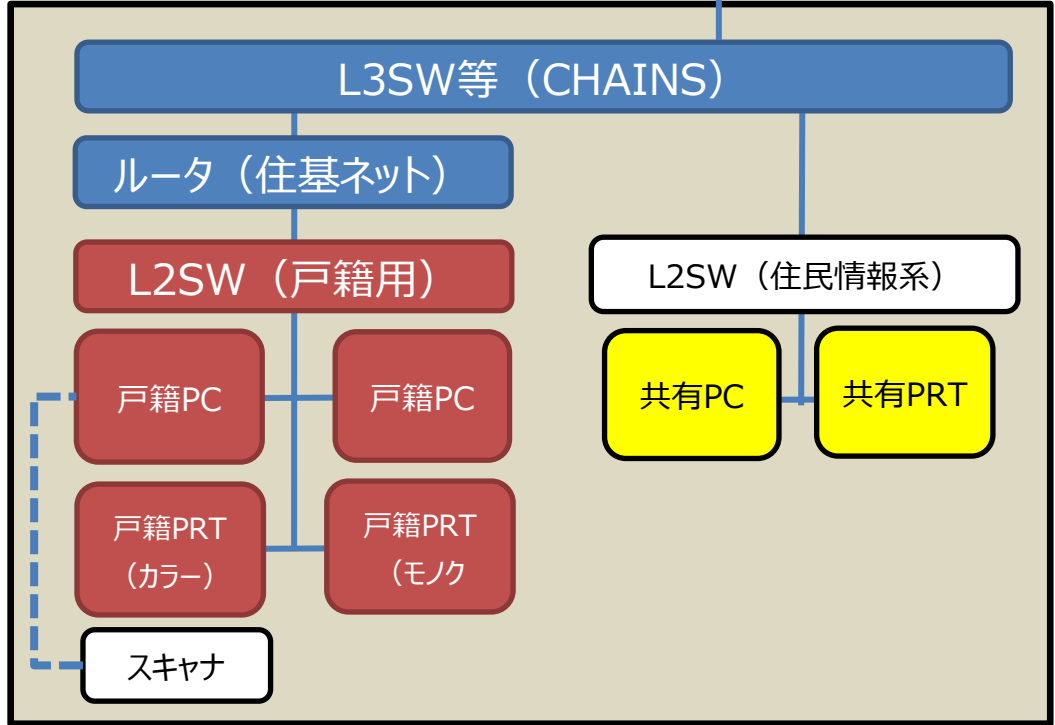 L3SW等（CHAINS）
ルータ（住基ネット）
L2SW（戸籍用）
L2SW（住民情報系）
戸籍PC
戸籍PC
共有PC
共有PRT
戸籍PRT
（カラー）
戸籍PRT
（モノク
スキャナ